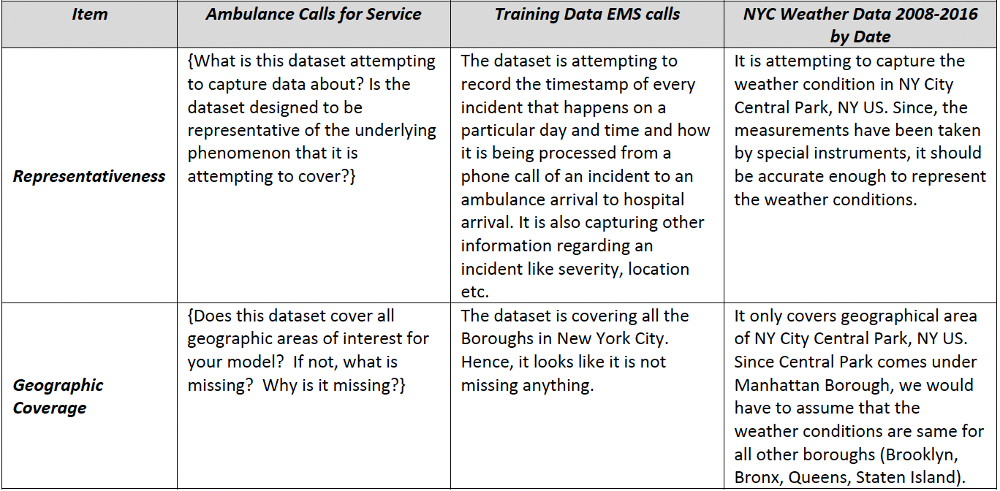 Item
Ambulance Calls for Service
Training Data EMS calls
NYC Weather Data 2008-2016
by Date
Representativeness
{What is this dataset attempting
to capture data about? Is the
dataset designed to be
representative of the underlying
phenomenon that it is
attempting to cover?}
The dataset is attempting to
record the timestamp of every
incident that happens on a
particular day and time and how
it is being processed from a
phone call of an incident to an
ambulance arrival to hospital
arrival. It is also capturing other
information regarding an
incident like severity, location
etc.
It is attempting to capture the
weather condition in NY City
Central Park, NY US. Since, the
measurements have been taken
by special instruments, it should
be accurate enough to represent
the weather conditions.
Geographic
Coverage
{Does this dataset cover all
geographic areas of interest for
your model?  If not, what is
missing?  Why is it missing?}
The dataset is covering all the
Boroughs in New York City.
Hence, it looks like it is not
missing anything.
It only covers geographical area
of NY City Central Park, NY US.
Since Central Park comes under
Manhattan Borough, we would
have to assume that the
weather conditions are same for
all other boroughs (Brooklyn,
Bronx, Queens, Staten Island).